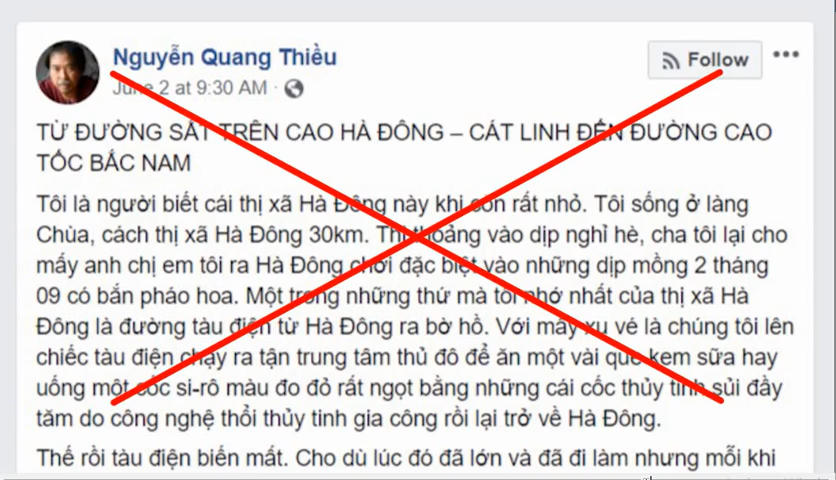 Nguyễn Quang Thiều
Follow
June 2 at 9:30 AM ·
TỪ ĐƯỜNG SẮT TRÊN CAO HÀ ĐÔNG – CÁT LINH ĐẾN ĐƯỜNG CAO
TỐC BẮC NAM
Tôi là người biết cái thị xã Hà Đông này khi còn rất nhỏ. Tôi sống ở làng
Chùa, cách thị xã Hà Đông 30km. Thi thoảng vào dịp nghỉ hè, cha tôi lại cho
mấy anh chị em tôi ra Hà Đông chơi đặc biệt vào những dịp mồng 2 tháng
09 có bắn pháo hoa. Một trong những thứ mà tôi nhớ nhất của thị xã Hà
Đông là đường tàu điện từ Hà Đông ra bờ hồ. Với mấy xu vé là chúng tôi lên
chiếc tàu điện chạy ra tận trung tâm thủ đô để ăn một vài que kem sữa hay
uống một cốc si-rô màu đo đỏ rất ngọt bằng những cái cốc thủy tinh sủi đầy
tăm do công nghệ thổi thủy tinh gia công rồi lại trở về Hà Đông.
Thế rồi tàu điện biến mất. Cho dù lúc đó đã lớn và đã đi làm nhưng mỗi khi